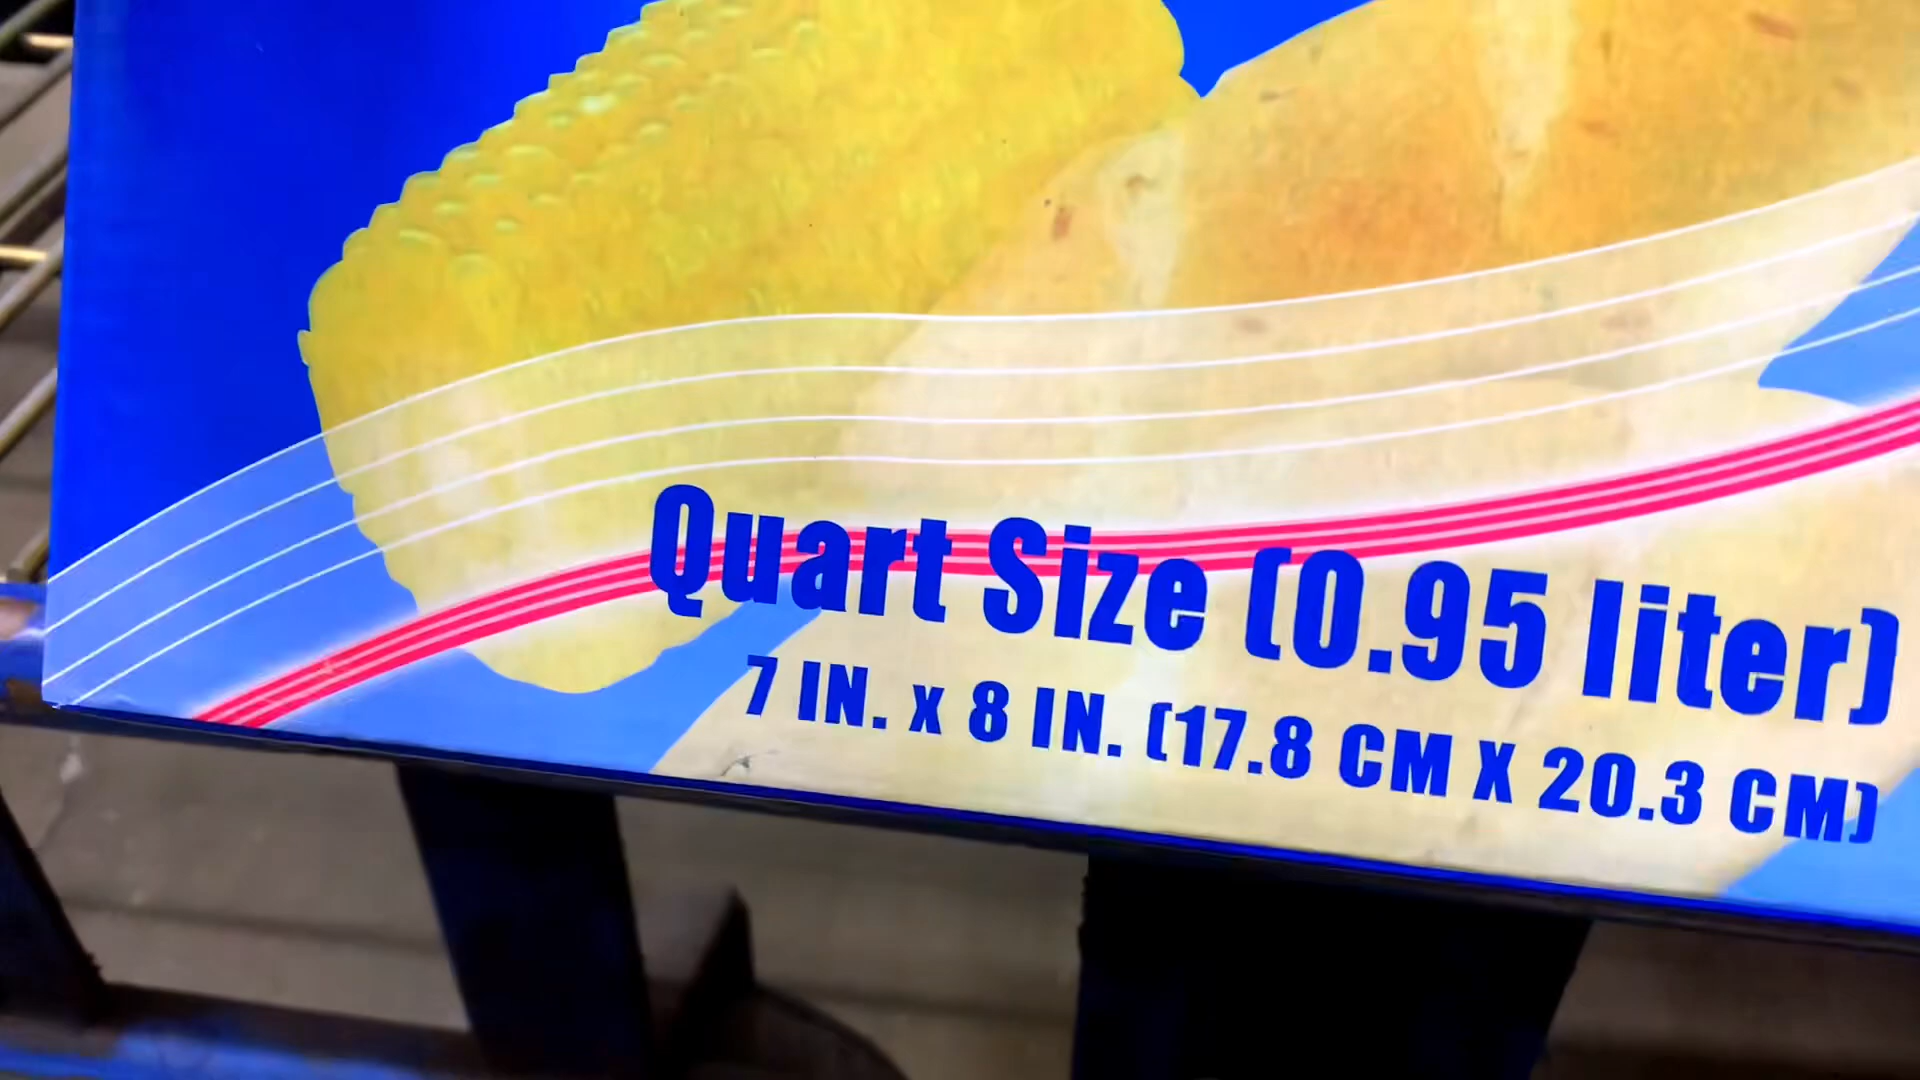 Quart Size (0.95 liter)
7 IN. x 8 IN. (17.8 CM X 20.3 CM)